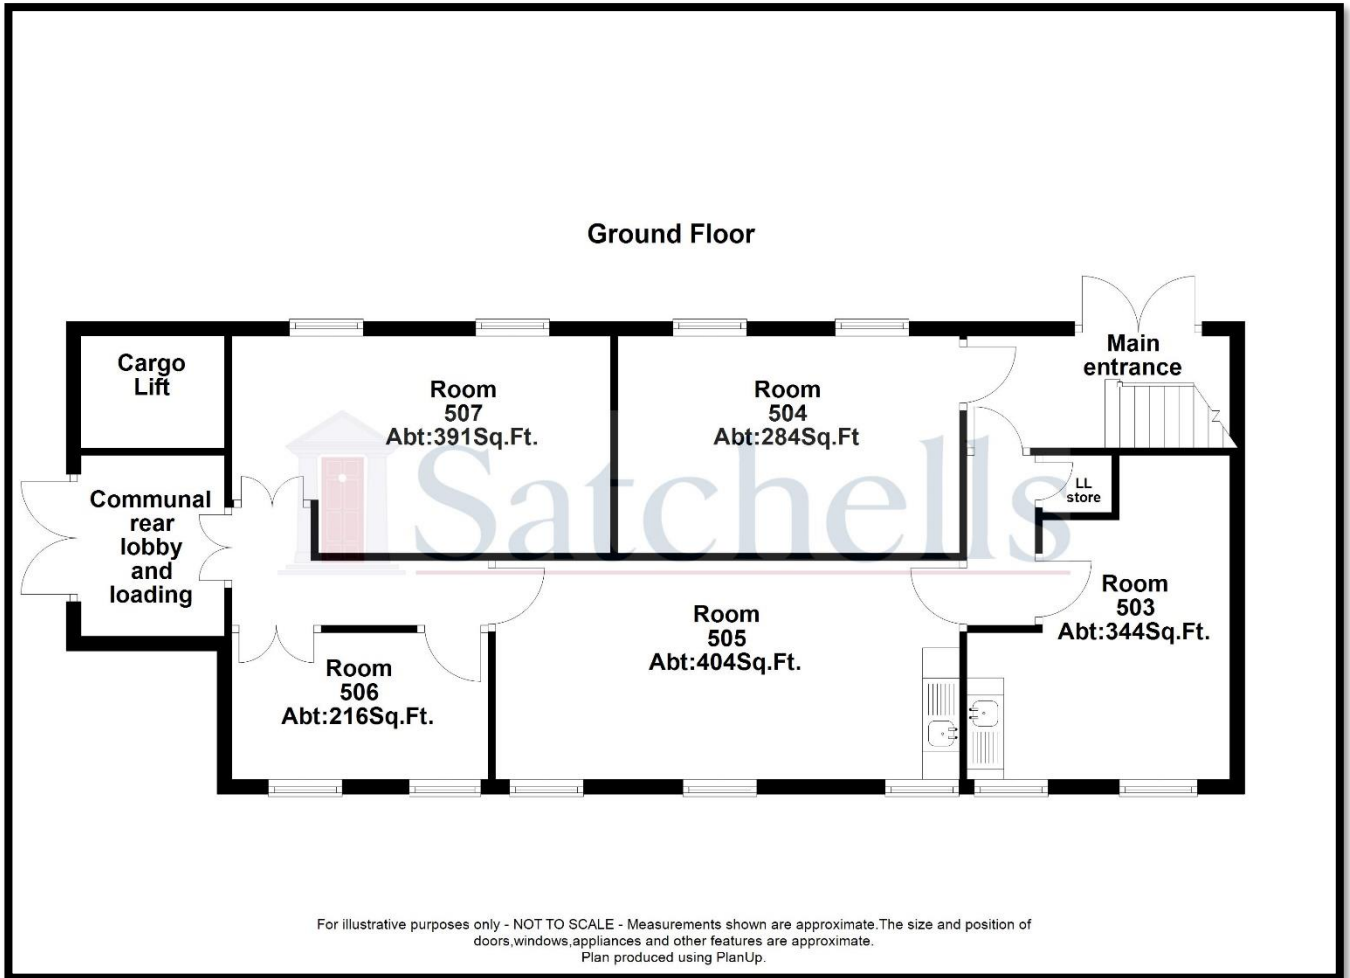 Ground Floor
Cargo
Lift
Room
507
Abt:391Sq.Ft.
Room
504
Abt:284Sq.Ft
Main
entrance
Communal
rear
lobby
and
loading
LL
store
Satchells
Room
506
Abt:216Sq.Ft.
Room
505
Abt:404Sq.Ft.
Room
503
Abt:344Sq.Ft.
For illustrative purposes only - NOT TO SCALE - Measurements shown are approximate.The size and position of
doors,windows,appliances and other features are approximate.
Plan produced using PlanUp.